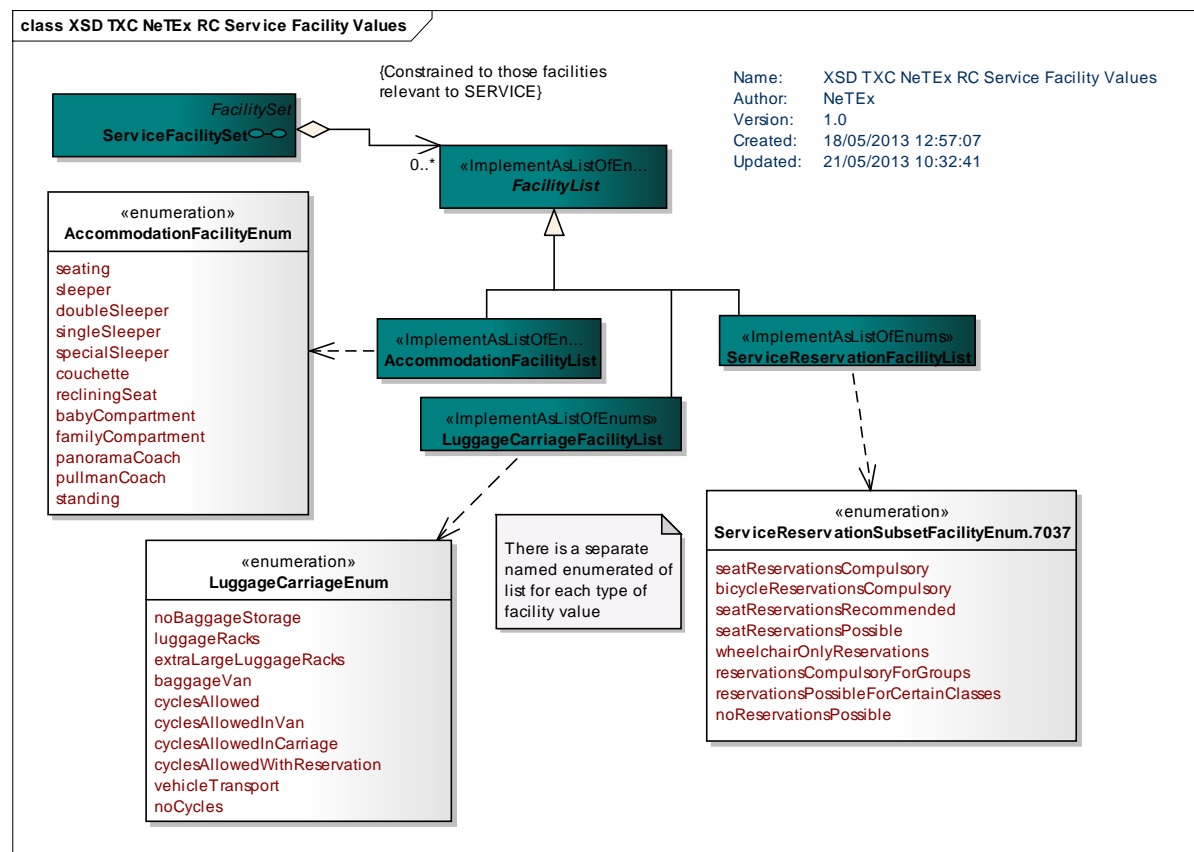 class XSD TXC NeTEx RC Service Facility Values
{Constrained to those facilities
relevant to SERVICE}
Name: XSD TXC NeTEx RC Service Facility Values
Author: NeTEx
Version: 1.0
Created: 18/05/2013 12:57:07
Updated: 21/05/2013 10:32:41
FacilitySet
ServiceFacilitySet
0..*
«ImplementAsListOfEn...
FacilityList
«enumeration»
AccommodationFacilityEnum
seating
sleeper
doubleSleeper
singleSleeper
specialSleeper
couchette
recliningSeat
babyCompartment
familyCompartment
panoramaCoach
pullmanCoach
standing
«ImplementAsListOfEn...
AccommodationFacilityList
«ImplementAsListOfEnums»
ServiceReservationFacilityList
«ImplementAsListOfEnums»
LuggageCarriageFacilityList
«enumeration»
LuggageCarriageEnum
noBaggageStorage
luggageRacks
extraLargeLuggageRacks
baggageVan
cyclesAllowed
cyclesAllowedInVan
cyclesAllowedInCarriage
cyclesAllowedWithReservation
vehicleTransport
noCycles
There is a separate
named enumerated of
list for each type of
facility value
«enumeration»
ServiceReservationSubsetFacilityEnum.7037
seatReservationsCompulsory
bicycleReservationsCompulsory
seatReservationsRecommended
seatReservationsPossible
wheelchairOnlyReservations
reservationsCompulsoryForGroups
reservationsPossibleForCertainClasses
noReservationsPossible